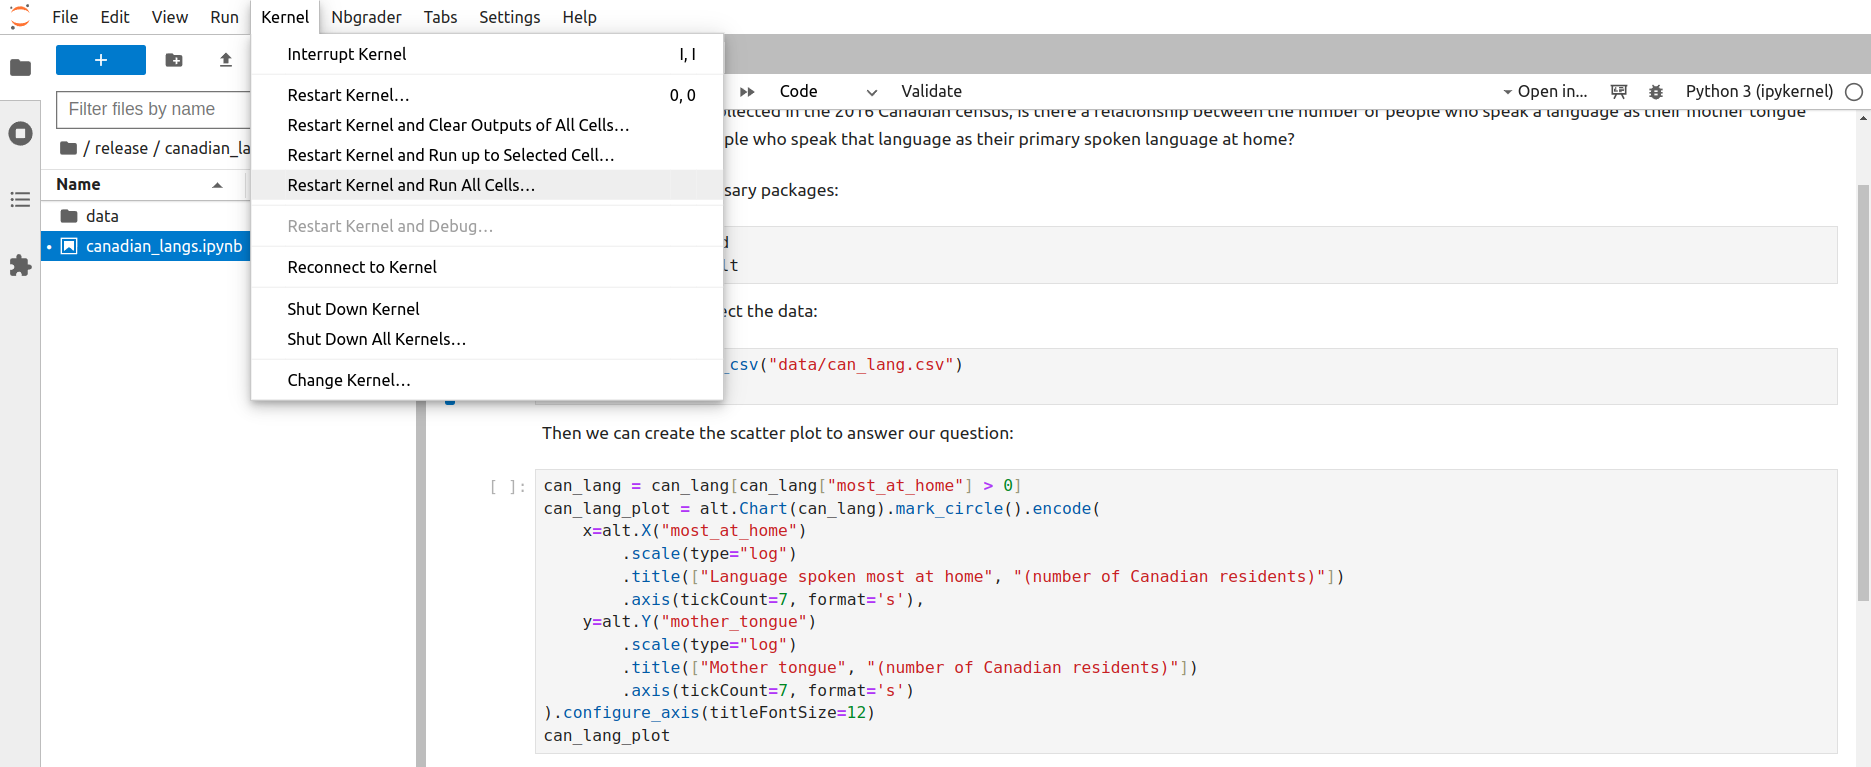 File Edit View Run Kernel Nbgrader Tabs Settings Help
Filter files by name
/ release / canadian_la
Name
data
canadian_langs.ipynb
Interrupt Kernel I, I
Restart Kernel… 0, 0
Restart Kernel and Clear Outputs of All Cells…
Restart Kernel and Run up to Selected Cell…
Restart Kernel and Run All Cells…
Restart Kernel and Debug…
Reconnect to Kernel
Shut Down Kernel
Shut Down All Kernels…
Change Kernel…
Code Validate Open in... Python 3 (ipykernel)
llected in the 2016 Canadian census, is there a relationship between the number of people who speak a language as their mother tongue
ple who speak that language as their primary spoken language at home?
sary packages:
d
lt
ect the data:
_csv("data/can_lang.csv")
Then we can create the scatter plot to answer our question:
[ ]:
can_lang = can_lang[can_lang["most_at_home"] > 0]
can_lang_plot = alt.Chart(can_lang).mark_circle().encode(
    x=alt.X("most_at_home")
        .scale(type="log")
        .title(["Language spoken most at home", "(number of Canadian residents)"])
        .axis(tickCount=7, format='s'),
    y=alt.Y("mother_tongue")
        .scale(type="log")
        .title(["Mother tongue", "(number of Canadian residents)"])
        .axis(tickCount=7, format='s')
).configure_axis(titleFontSize=12)
can_lang_plot